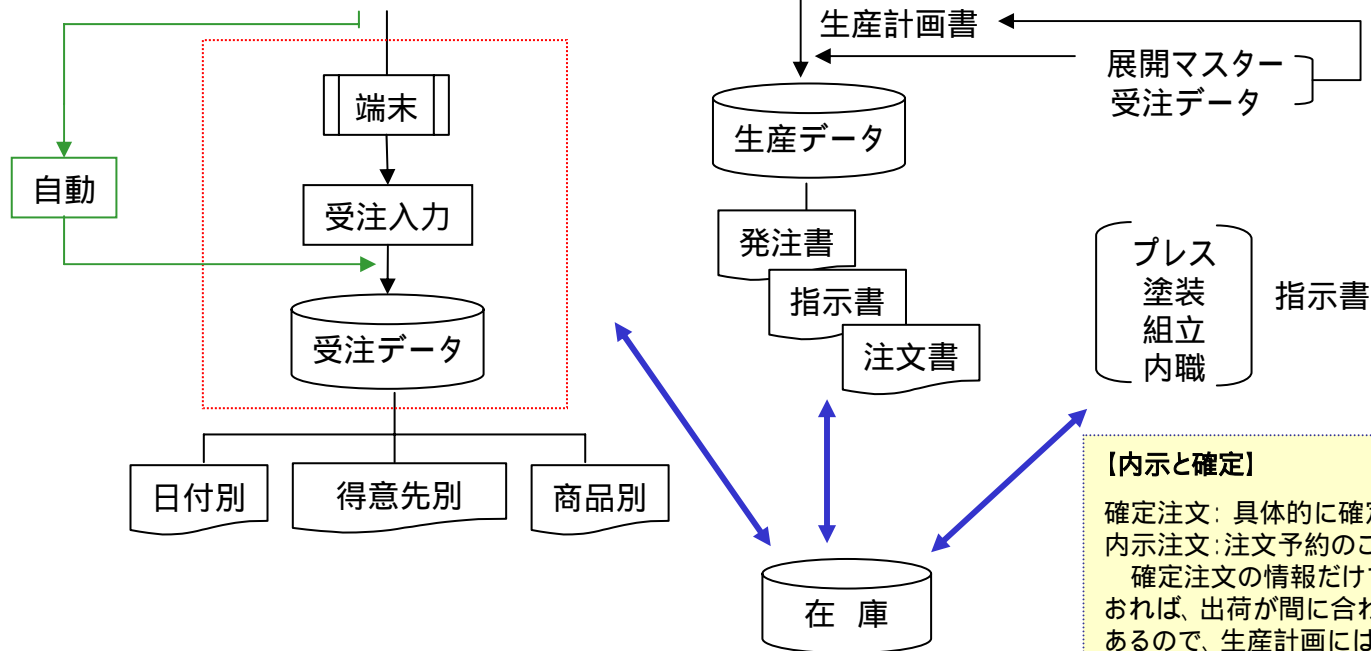 端末
自動
受注入力
受注データ
日付別
得意先別
商品別
生産計画書
展開マスター
受注データ
生産データ
発注書
指示書
注文書
プレス
塗装
組立
内職
指示書
在 庫
【内示と確定】
確定注文: 具体的に確定
内示注文:注文予約のこ
確定注文の情報だけ
おれば、出荷が間に合わ
あるので、生産計画には